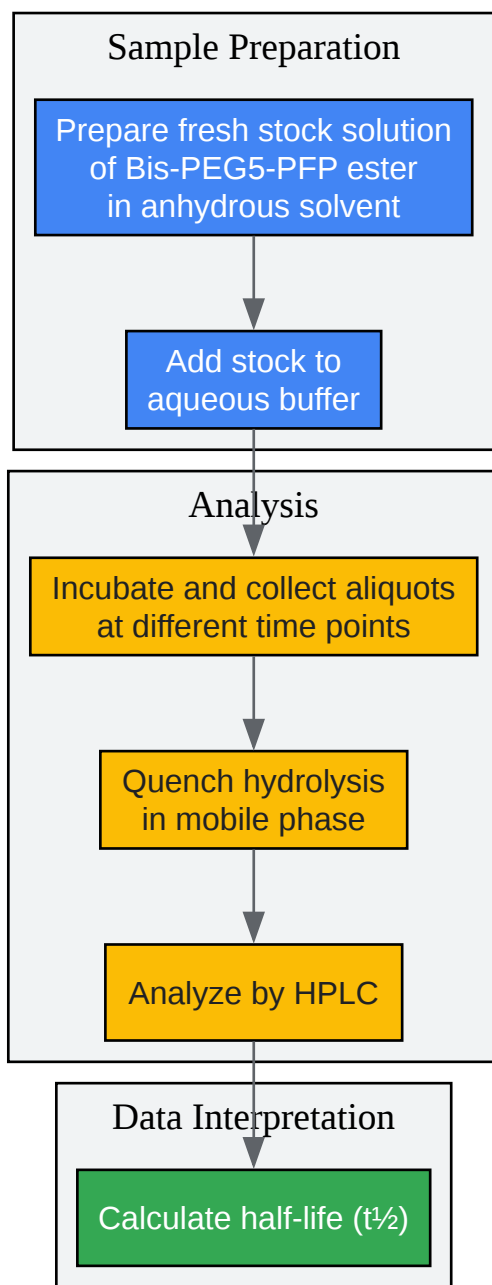 Sample Preparation
Prepare fresh stock solution
of Bis-PEG5-PFP ester
in anhydrous solvent
Add stock to
aqueous buffer
Analysis
Incubate and collect aliquots
at different time points
Quench hydrolysis
in mobile phase
Analyze by HPLC
Data Interpretation
Calculate half-life (t½)